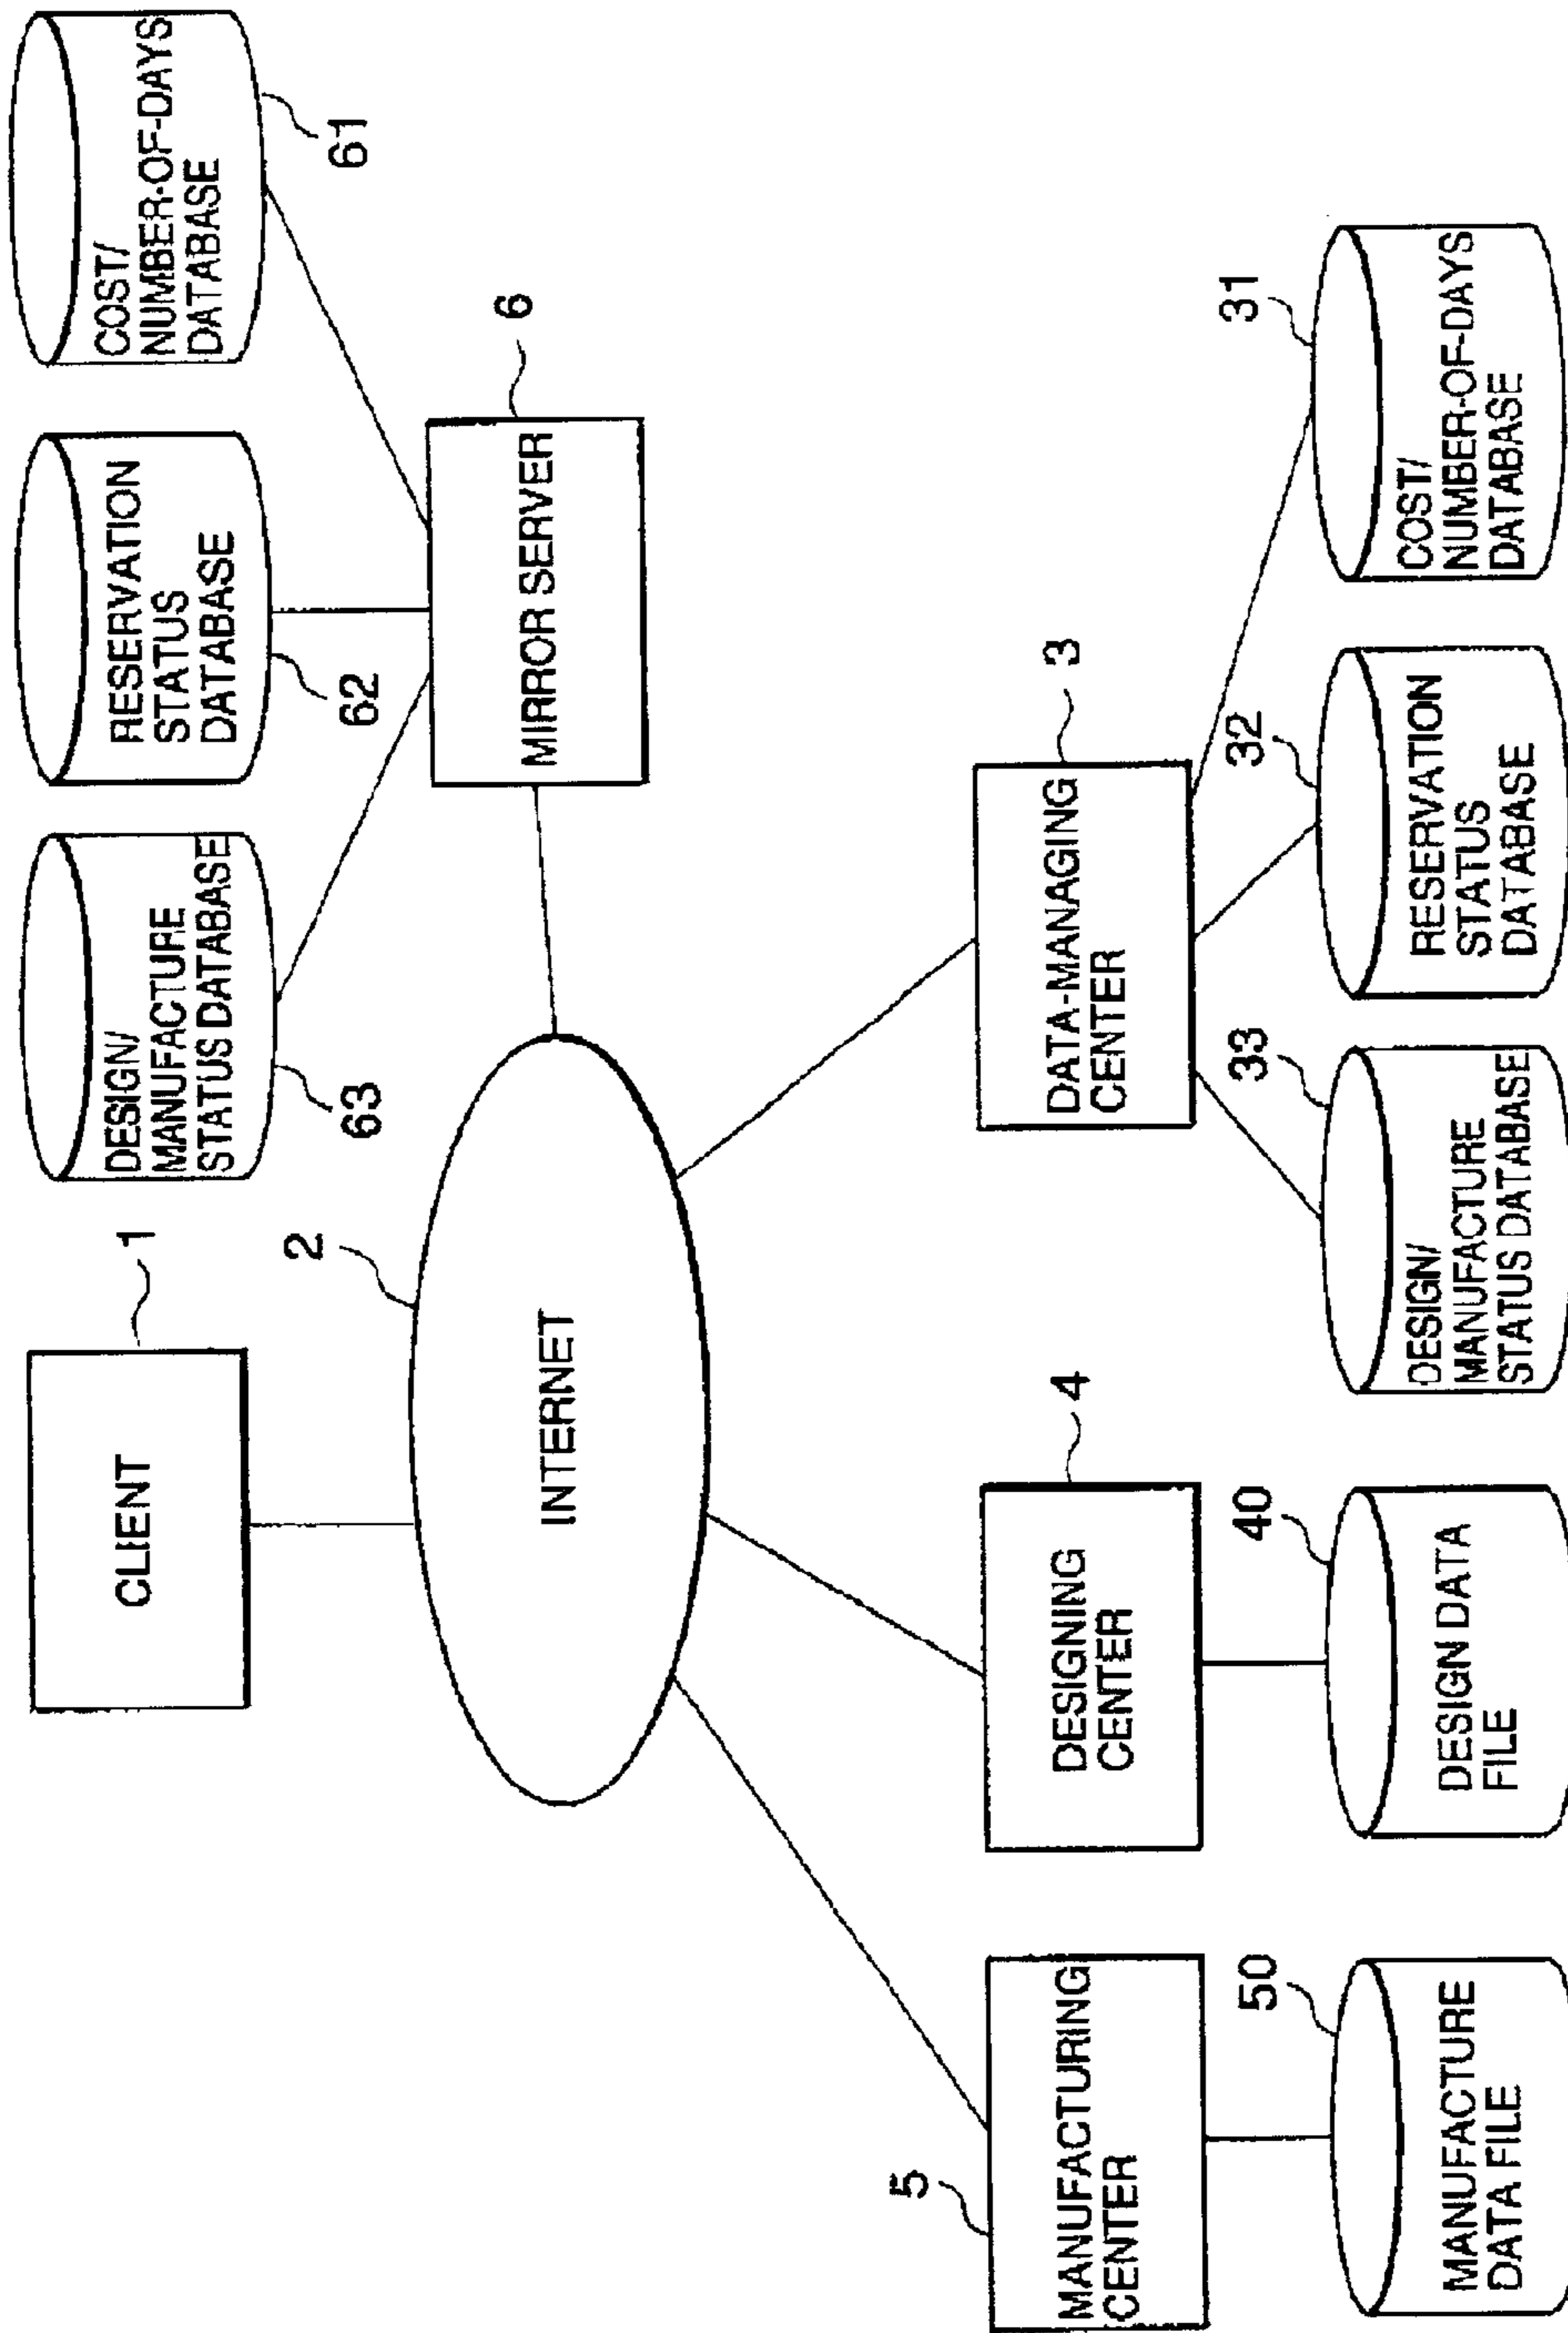 CLIENT
1
DESIGN/
MANUFACTURE
STATUS DATABASE
63
RESERVATION
STATUS
DATABASE
62
COST/
NUMBER-OF-DAYS
DATABASE
61
2
INTERNET
6
MIRROR SERVER
5
MANUFACTURING
CENTER
50
MANUFACTURE
DATA FILE
4
DESIGNING
CENTER
40
DESIGN DATA
FILE
3
DATA-MANAGING
CENTER
33
DESIGN/
MANUFACTURE
STATUS DATABASE
32
RESERVATION
STATUS
DATABASE
31
COST/
NUMBER-OF-DAYS
DATABASE